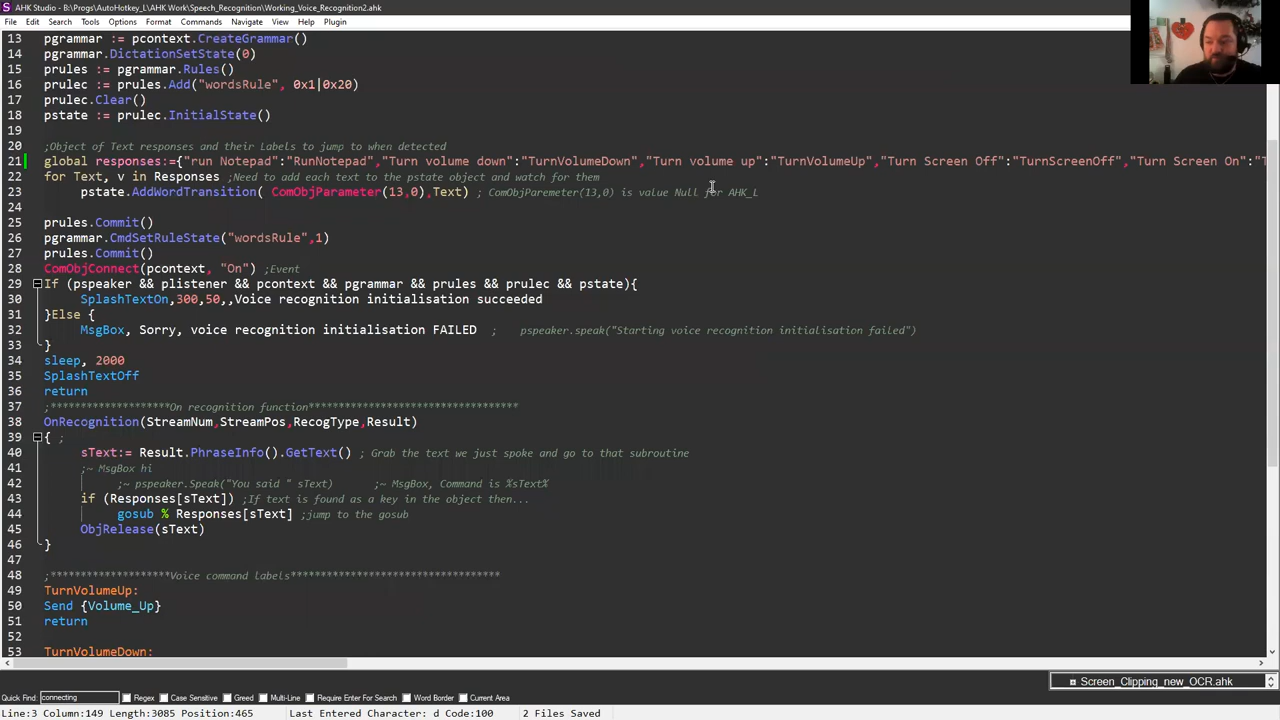 AHK Studio - B:\Progs\AutoHotkey_L\AHK Work\Speech_Recognition\Working_Voice_Recognition2.ahk
File Edit Search Tools Options Format Commands Navigate View Help Plugin
13 pgrammar := pcontext.CreateGrammar()
14 pgrammar.DictationSetState(0)
15 prules := pgrammar.Rules()
16 prulec := prules.Add("wordsRule", 0x1|0x20)
17 prulec.Clear()
18 pstate := prulec.InitialState()
19
20 ;Object of Text responses and their Labels to jump to when detected
21 global responses:={"run Notepad":"RunNotepad","Turn volume down":"TurnVolumeDown","Turn volume up":"TurnVolumeUp","Turn Screen Off":"TurnScreenOff","Turn Screen On":"T
22 for Text, v in Responses ;Need to add each text to the pstate object and watch for them
23 pstate.AddWordTransition( ComObjParameter(13,0),Text) ; ComObjParemeter(13,0) is value Null for AHK_L
24
25 prules.Commit()
26 pgrammar.CmdSetRuleState("wordsRule",1)
27 prules.Commit()
28 ComObjConnect(pcontext, "On") ;Event
29 If (pspeaker && plistener && pcontext && pgrammar && prules && prulec && pstate){
30 SplashTextOn,300,50,,Voice recognition initialisation succeeded
31 }Else {
32 MsgBox, Sorry, voice recognition initialisation FAILED ; pspeaker.speak("Starting voice recognition initialisation failed")
33 }
34 sleep, 2000
35 SplashTextOff
36 return
37 ;********************On recognition function***********************************
38 OnRecognition(StreamNum,StreamPos,RecogType,Result)
39 { ;
40 sText:= Result.PhraseInfo().GetText() ; Grab the text we just spoke and go to that subroutine
41 ;~ MsgBox hi
42 ;~ pspeaker.Speak("You said " sText) ;~ MsgBox, Command is %sText%
43 if (Responses[sText]) ;If text is found as a key in the object then...
44 gosub % Responses[sText] ;jump to the gosub
45 ObjRelease(sText)
46 }
47
48 ;********************Voice command labels***********************************
49 TurnVolumeUp:
50 Send {Volume_Up}
51 return
52
53 TurnVolumeDown:
Screen_Clipping_new_OCR.ahk
Quick Find: connecting Regex Case Sensitive Greed Multi-Line Require Enter For Search Word Border Current Area
Line:3 Column:149 Length:3085 Position:465 Last Entered Character: d Code:100 2 Files Saved